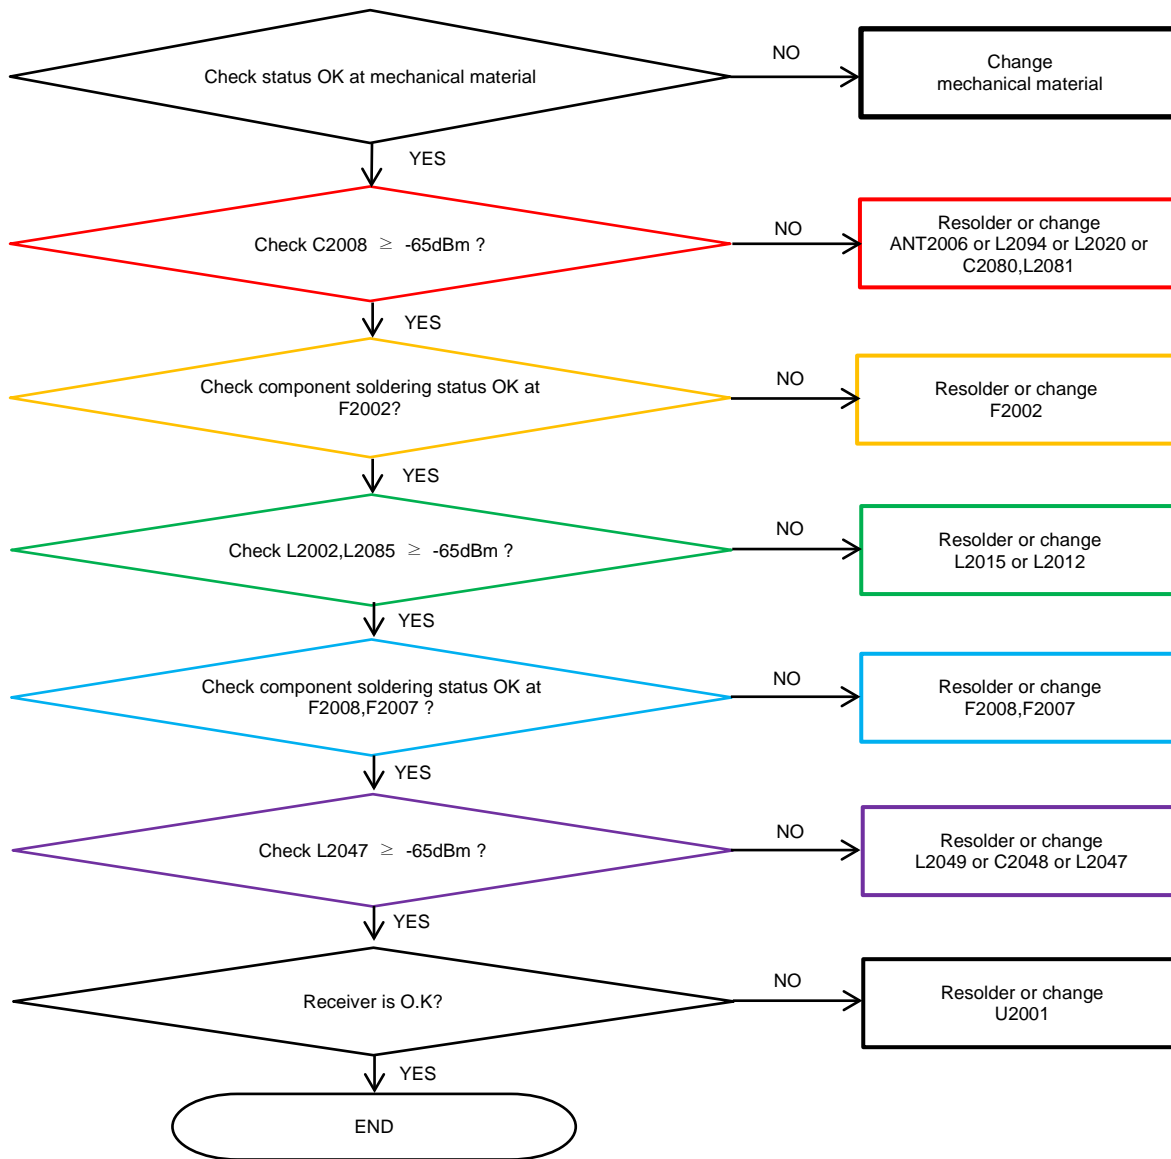 Check status OK at mechanical material
NO
Change
mechanical material
YES
Check C2008 ≥ -65dBm ?
NO
Resolder or change
ANT2006 or L2094 or L2020 or
C2080,L2081
YES
Check component soldering status OK at
F2002?
NO
Resolder or change
F2002
YES
Check L2002,L2085 ≥ -65dBm ?
NO
Resolder or change
L2015 or L2012
YES
Check component soldering status OK at
F2008,F2007 ?
NO
Resolder or change
F2008,F2007
YES
Check L2047 ≥ -65dBm ?
NO
Resolder or change
L2049 or C2048 or L2047
YES
Receiver is O.K?
NO
Resolder or change
U2001
YES
END